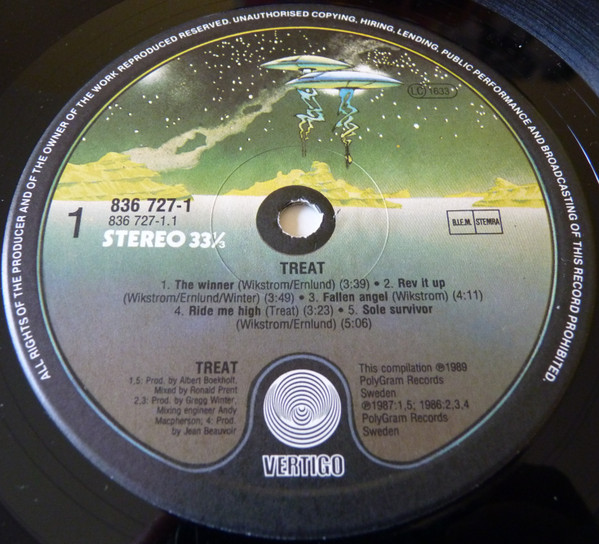 ALL RIGHTS OF THE PRODUCER AND OF THE OWNER OF THE WORK REPRODUCED RESERVED. UNAUTHORISED COPYING, HIRING, LENDING, PUBLIC PERFORMANCE AND BROADCASTING OF THIS RECORD PROHIBITED.
LC 1633
1
836 727-1
836 727-1.1
STEREO 33⅓
B.I.E.M. STEMRA
TREAT
1. The winner (Wikstrom/Ernlund) (3:39) • 2. Rev it up
(Wikstrom/Ernlund/Winter) (3:49) • 3. Fallen angel (Wikstrom) (4:11)
4. Ride me high (Treat) (3:23) • 5. Sole survivor
(Wikstrom/Ernlund) (5:06)
TREAT
1,5: Prod. by Albert Boekholt.
Mixed by Ronald Prent
2,3: Prod. by Gregg Winter.
Mixing engineer Andy
Macpherson; 4: Prod.
by Jean Beauvoir
This compilation ℗1989
PolyGram Records
Sweden
℗1987:1,5; 1986:2,3,4
PolyGram Records
Sweden
VERTIGO